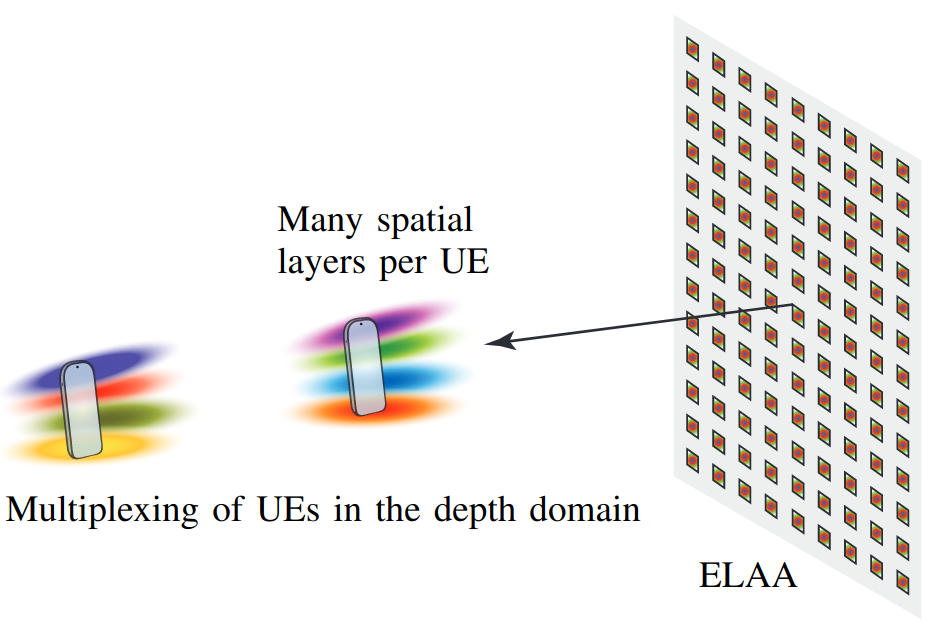 Many spatial
layers per UE
Multiplexing of UEs in the depth domain
ELAA